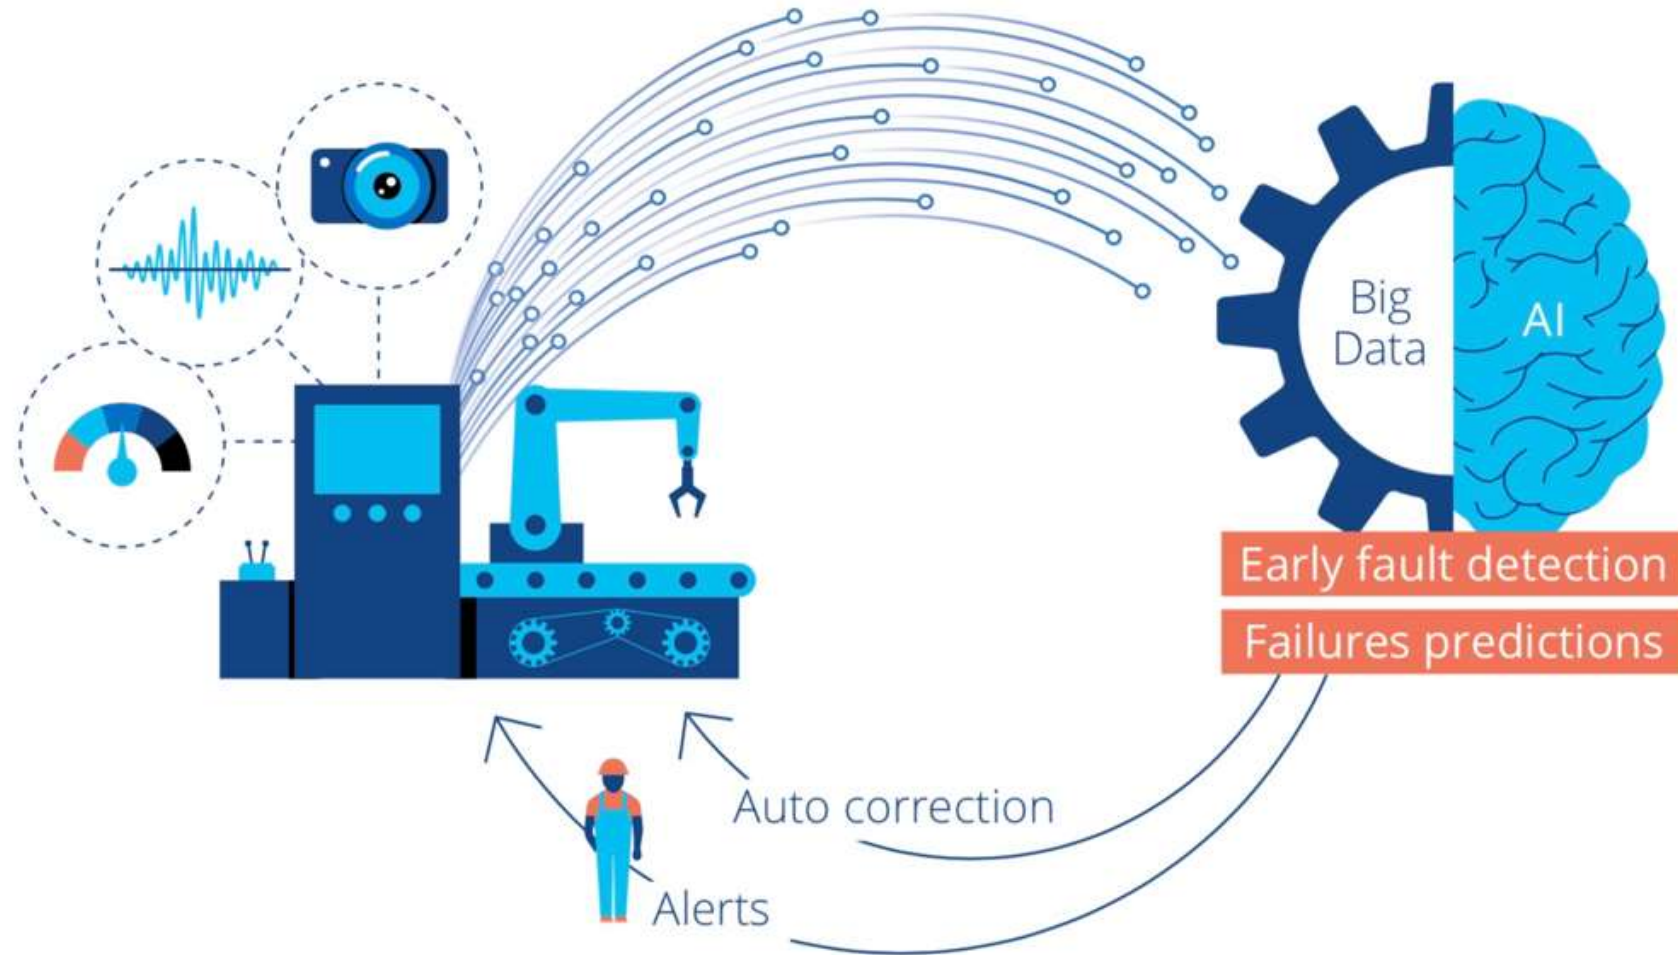 Big
Data
AI
Early fault detection
Failures predictions
Auto correction
Alerts